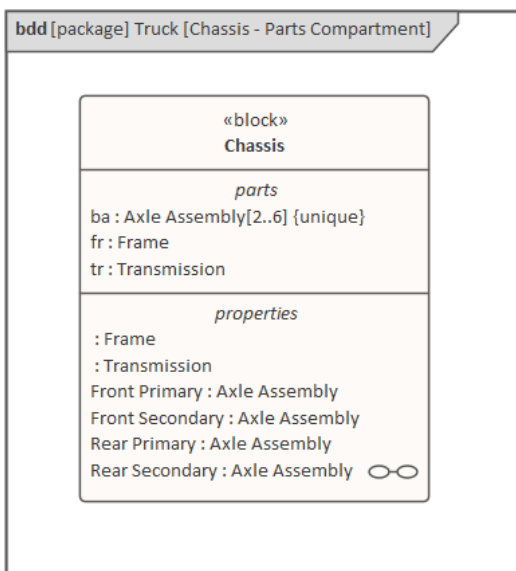 bdd [package] Truck [Chassis - Parts Compartment]
«block»
Chassis
parts
ba : Axle Assembly[2..6] {unique}
fr : Frame
tr : Transmission
properties
: Frame
: Transmission
Front Primary : Axle Assembly
Front Secondary : Axle Assembly
Rear Primary : Axle Assembly
Rear Secondary : Axle Assembly